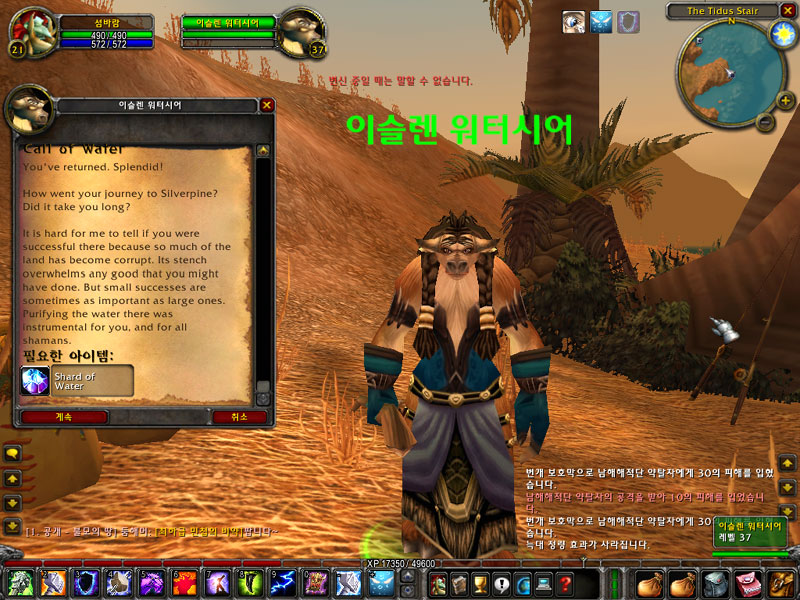 섬바람
490 / 490
572 / 572
21
이슬렌 워터시어
37
The Tidus Stair
N
변신 중일 때는 말할 수 없습니다.
이슬렌 워터시어
이슬렌 워터시어
Call of Water
You've returned. Splendid!
How went your journey to Silverpine?
Did it take you long?
It is hard for me to tell if you were
successful there because so much of the
land has become corrupt. Its stench
overwhelms any good that you might
have done. But small successes are
sometimes as important as large ones.
Purifying the water there was
instrumental for you, and for all
shamans.
필요한 아이템:
Shard of
Water
계속
취소
번개 보호막으로 남해해적단 약탈자에게 30의 피해를 입혔
습니다.
남해해적단 약탈자의 공격을 받아 10의 피해를 입었습니
다.
번개 보호막으로 남해해적단 약탈자에게 30
습니다.
늑대 정령 효과가 사라집니다.
이슬렌 워터시어
레벨 37
[1. 공개 - 불모의 땅]
XP 17350 / 49600